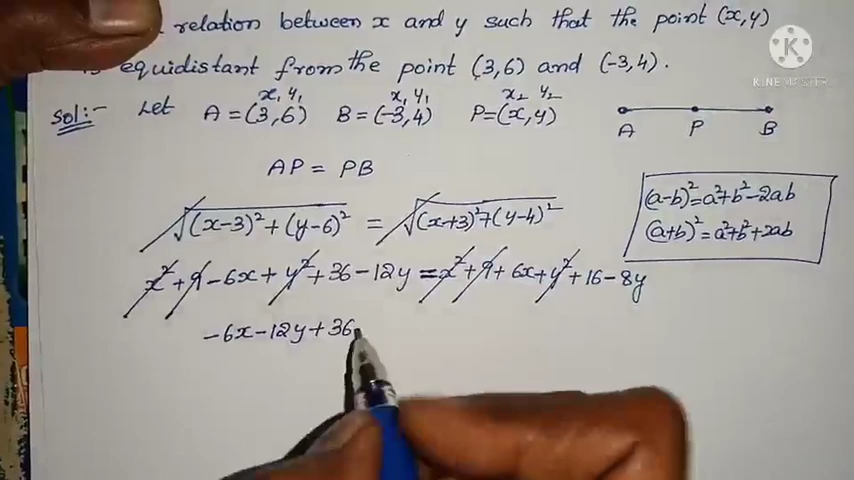 relation between x and y such that the point (x,y)
equidistant from the point (3,6) and (-3,4).
K
KINE MASTER
x₁ y₁ x₁ y₁ x₂ y₂
Sol:- Let A = (3,6) B = (-3,4) P = (x,y)
A P B
AP = PB
(a-b)²=a²+b²-2ab
(a+b)²=a²+b²+2ab
√(x-3)²+(y-6)² = √(x+3)²+(y-4)²
x²+9-6x+y²+36-12y=x²+9+6x+y²+16-8y
-6x-12y+36